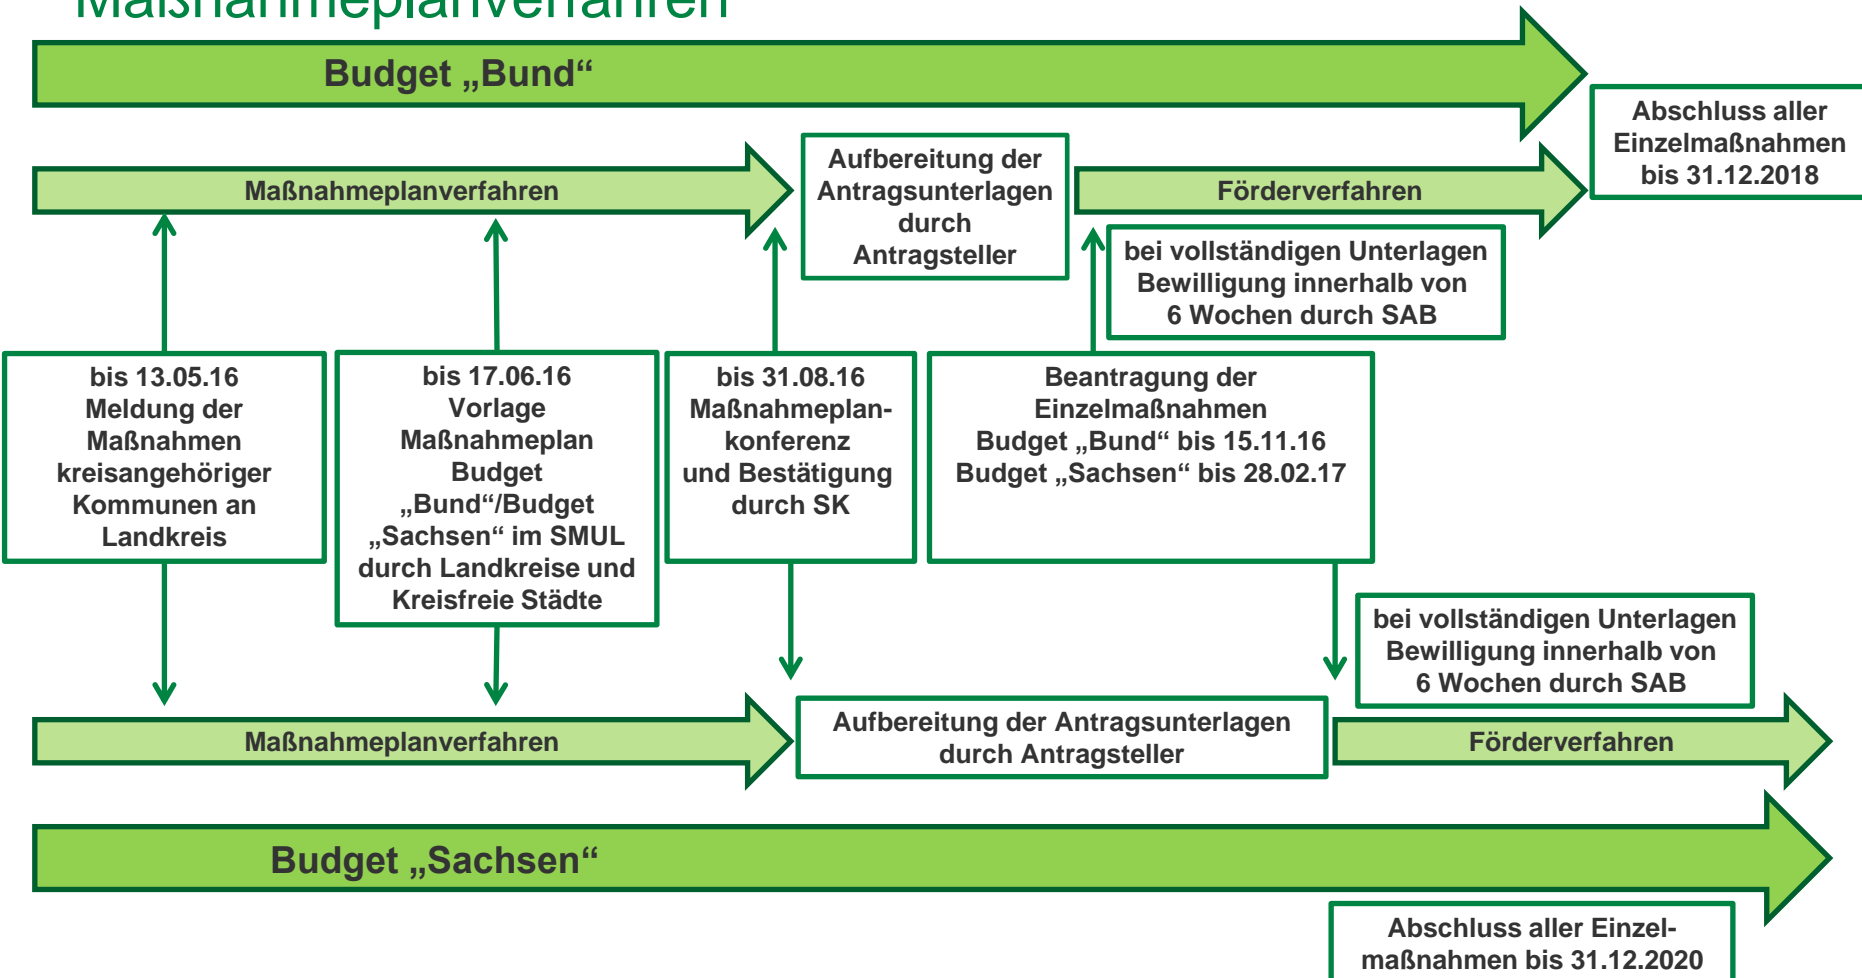 Maßnahmeplanverfahren
Budget „Bund“
Abschluss aller
Einzelmaßnahmen
bis 31.12.2018
Maßnahmeplanverfahren
Aufbereitung der
Antragsunterlagen
durch
Antragsteller
Förderverfahren
bei vollständigen Unterlagen
Bewilligung innerhalb von
6 Wochen durch SAB
bis 13.05.16
Meldung der
Maßnahmen
kreisangehöriger
Kommunen an
Landkreis
bis 17.06.16
Vorlage
Maßnahmeplan
Budget
„Bund“/Budget
„Sachsen“ im SMUL
durch Landkreise und
Kreisfreie Städte
bis 31.08.16
Maßnahmeplan-
konferenz
und Bestätigung
durch SK
Beantragung der
Einzelmaßnahmen
Budget „Bund“ bis 15.11.16
Budget „Sachsen“ bis 28.02.17
bei vollständigen Unterlagen
Bewilligung innerhalb von
6 Wochen durch SAB
Maßnahmeplanverfahren
Aufbereitung der Antragsunterlagen
durch Antragsteller
Förderverfahren
Budget „Sachsen“
Abschluss aller Einzel-
maßnahmen bis 31.12.2020